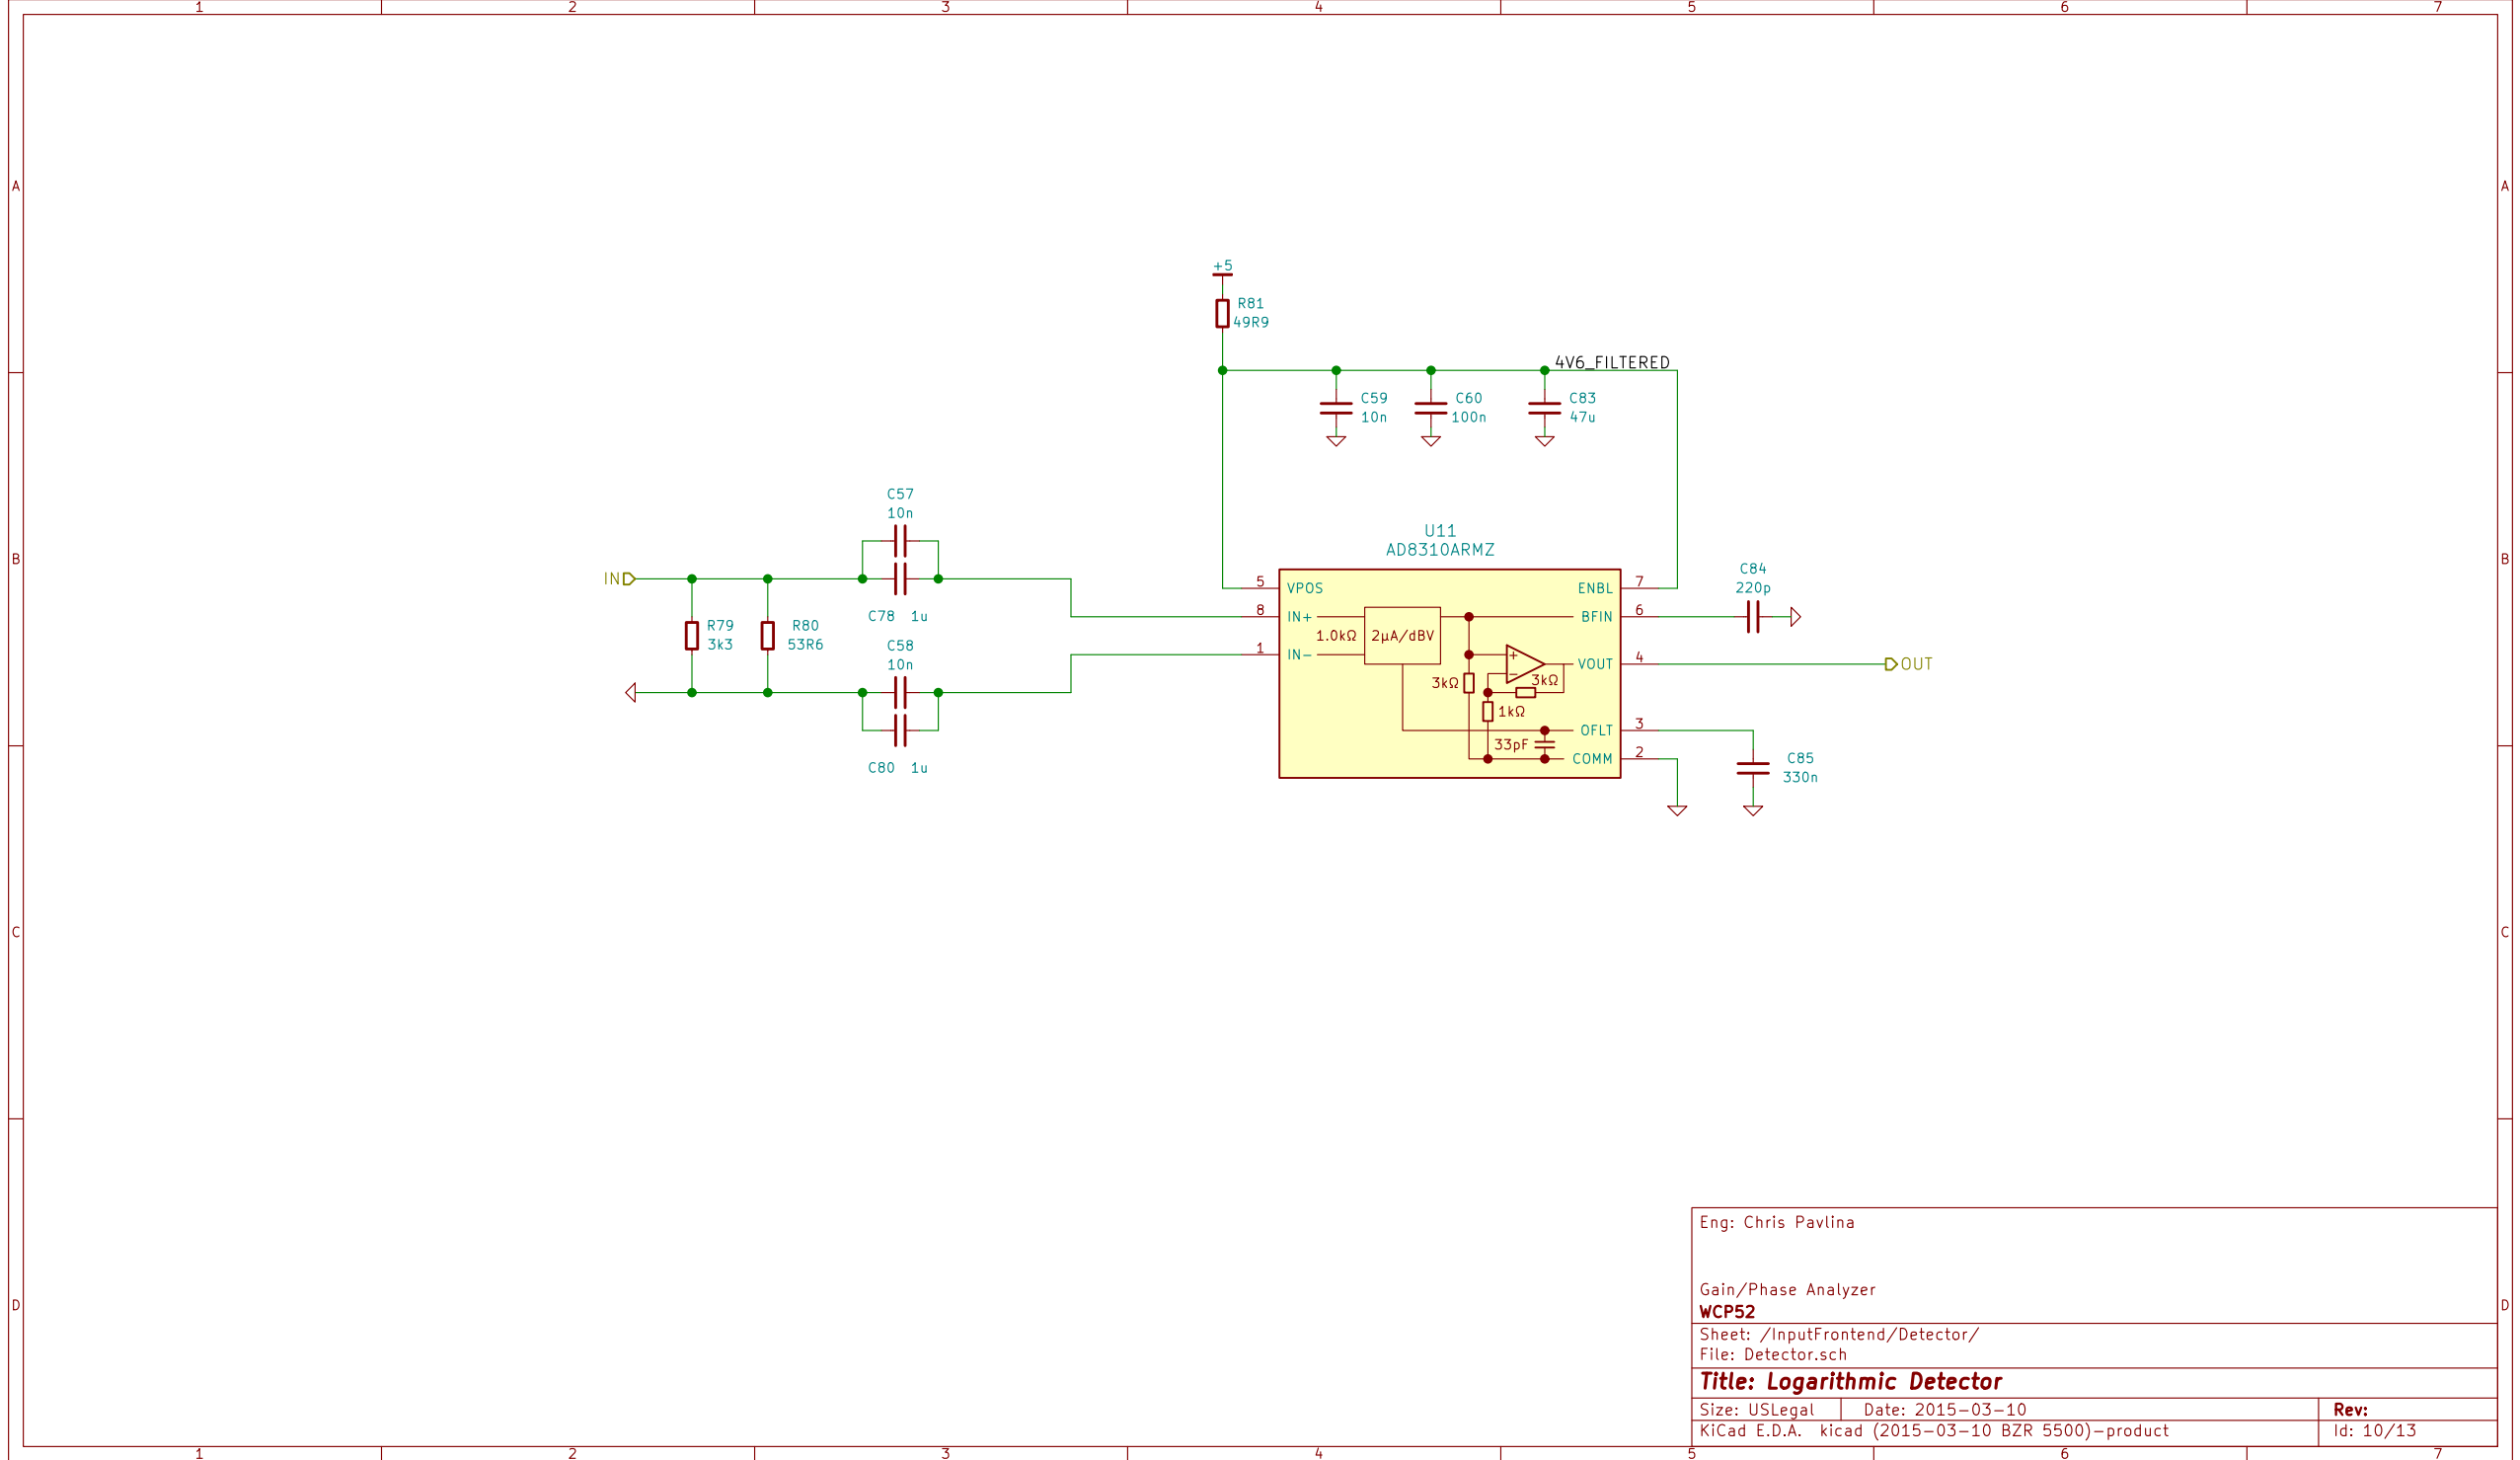 1 2 3 4 5 6 7
A A
+5
R81
49R9
4V6_FILTERED
C59
10n
C60
100n
C83
47u
C57
10n
U11
AD8310ARMZ
B B
IN
C84
220p
5 VPOS ENBL 7
8 IN+ BFIN 6
C78 1u
R79
3k3
R80
53R6
1.0kΩ 2µA/dBV
C58
10n
1 IN-
+
-
VOUT 4
OUT
3kΩ 3kΩ
1kΩ
OFLT 3
33pF
COMM 2
C85
330n
C80 1u
C C
Eng: Chris Pavlina
Gain/Phase Analyzer
D D
WCP52
Sheet: /InputFrontend/Detector/
File: Detector.sch
Title: Logarithmic Detector
Size: USLegal Date: 2015-03-10 Rev:
KiCad E.D.A. kicad (2015-03-10 BZR 5500)-product Id: 10/13
1 2 3 4 5 6 7